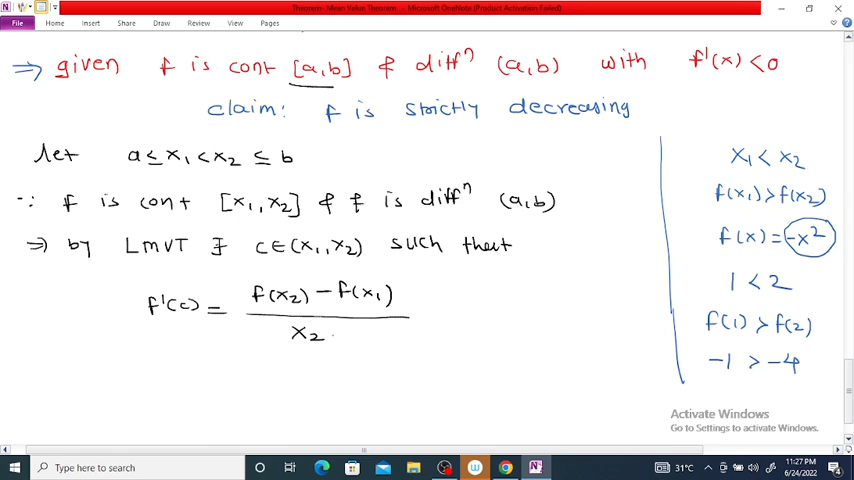 Theorem- Mean Value Theorem - Microsoft OneNote (Product Activation Failed)
File Home Insert Share Draw Review View Pages
⇒ given f is cont [a,b] & diffⁿ (a,b) with f'(x) < 0
claim: f is strictly decreasing
let a ≤ x₁ < x₂ ≤ b
∵ f is cont [x₁, x₂] & f is diffⁿ (a,b)
⇒ by LMVT ∃ c∈(x₁,x₂) such that
f'(c) = f(x₂) - f(x₁)
x₂
x₁ < x₂
f(x₁) > f(x₂)
f(x) = -x²
1 < 2
f(1) > f(2)
-1 > -4
Activate Windows
Go to Settings to activate Windows.
Type here to search
31°C
11:27 PM
6/24/2022